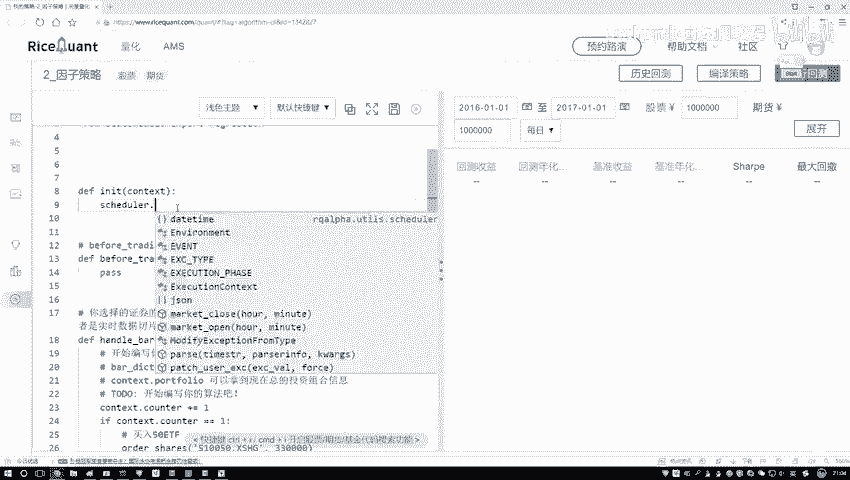 https://www.ricequant.com/quant/
RiceQuant
量化
AMS
预约路演
帮助文档
社区
2_因子策略
股票
期货
历史回测
编译策略
浅色主题
默认快捷键
2016-01-01 至 2017-01-01 股票 ¥ 1000000 期货 ¥
1000000 每日
展开
回测收益
回测年化...
基准收益
基准年化...
Sharpe
最大回撤
--
--
--
--
--
--
4
5
6
7
8 def init(context):
9 scheduler.
10
11
12 # before_tradi
13 def before_tra
14 pass
15
16
17 # 你选择的证券的
者是实时数据切片
18 def handle_bar
19 # 开始编写你
20 # bar_dict
21 # context.portfolio 可以拿到现在总的投资组合信息
22 # TODO: 开始编写你的算法吧!
23 context.counter += 1
24 if context.counter == 1:
25 # 买入50ETF
26 order_shares('510050.XSHG', 330000)
datetime rqalpha.utils.scheduler
Environment
EVENT
EXC_TYPE
EXECUTION_PHASE
ExecutionContext
json
market_close(hour, minute)
market_open(hour, minute)
ModifyExceptionFromType
parse(timestr, parserinfo, kwargs)
patch_user_exc(exc_val, force)
21:04